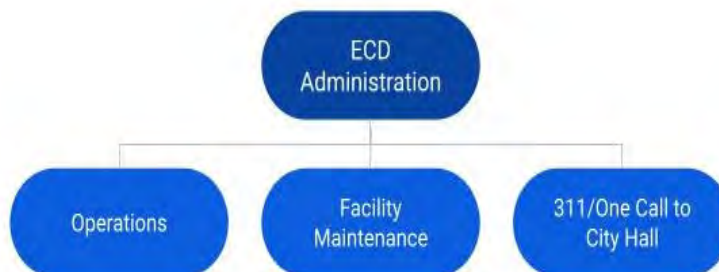 ECD
Administration
Operations
Facility
Maintenance
311/One Call to
City Hall